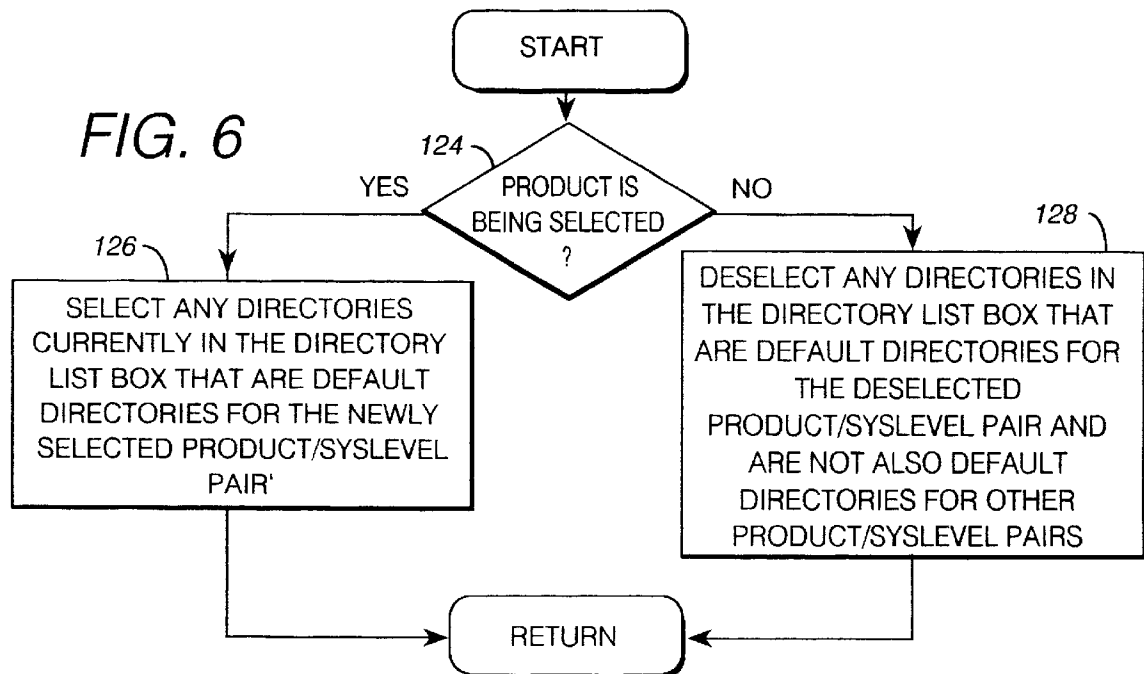 START
FIG. 6
124
YES
PRODUCT IS
BEING SELECTED
?
NO
126
SELECT ANY DIRECTORIES
CURRENTLY IN THE DIRECTORY
LIST BOX THAT ARE DEFAULT
DIRECTORIES FOR THE NEWLY
SELECTED PRODUCT/SYSLEVEL
PAIR'
128
DESELECT ANY DIRECTORIES IN
THE DIRECTORY LIST BOX THAT
ARE DEFAULT DIRECTORIES FOR
THE DESELECTED
PRODUCT/SYSLEVEL PAIR AND
ARE NOT ALSO DEFAULT
DIRECTORIES FOR OTHER
PRODUCT/SYSLEVEL PAIRS
RETURN